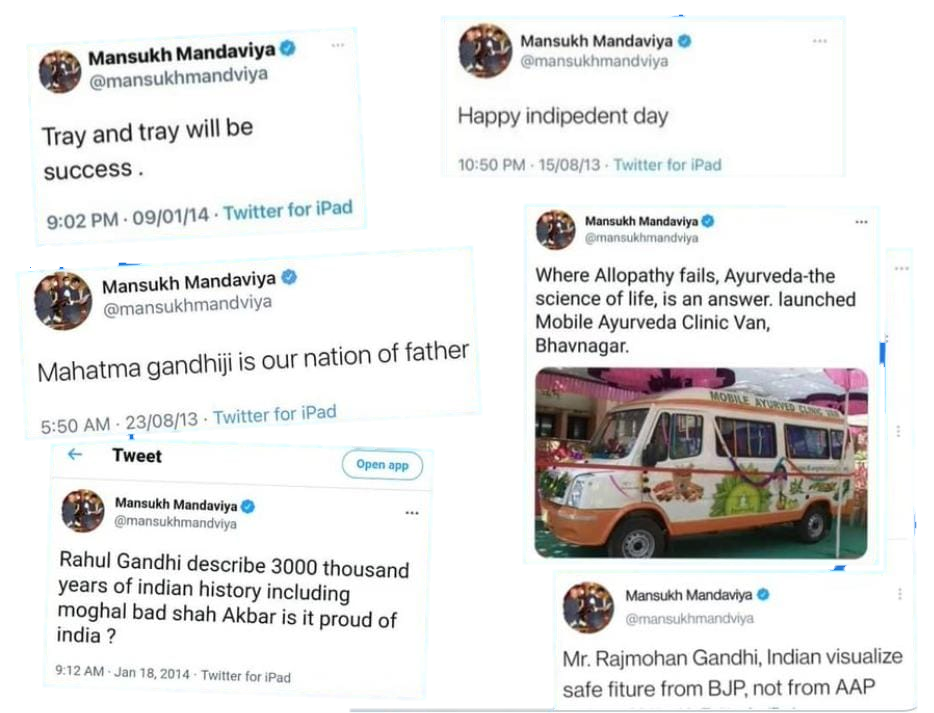 Mansukh Mandaviya
@mansukhmandviya
Tray and tray will be
success .
9:02 PM · 09/01/14 · Twitter for iPad
Mansukh Mandaviya
@mansukhmandviya
Happy indipedent day
10:50 PM · 15/08/13 · Twitter for iPad
Mansukh Mandaviya
@mansukhmandviya
Mahatma gandhiji is our nation of father
5:50 AM · 23/08/13 · Twitter for iPad
Mansukh Mandaviya
@mansukhmandviya
Where Allopathy fails, Ayurveda-the
science of life, is an answer. launched
Mobile Ayurveda Clinic Van,
Bhavnagar.
MOBILE AYURVED CLINIC VAN
Tweet
Open app
Mansukh Mandaviya
@mansukhmandviya
Rahul Gandhi describe 3000 thousand
years of indian history including
moghal bad shah Akbar is it proud of
india ?
9:12 AM · Jan 18, 2014 · Twitter for iPad
Mansukh Mandaviya
@mansukhmandviya
Mr. Rajmohan Gandhi, Indian visualize
safe fiture from BJP, not from AAP